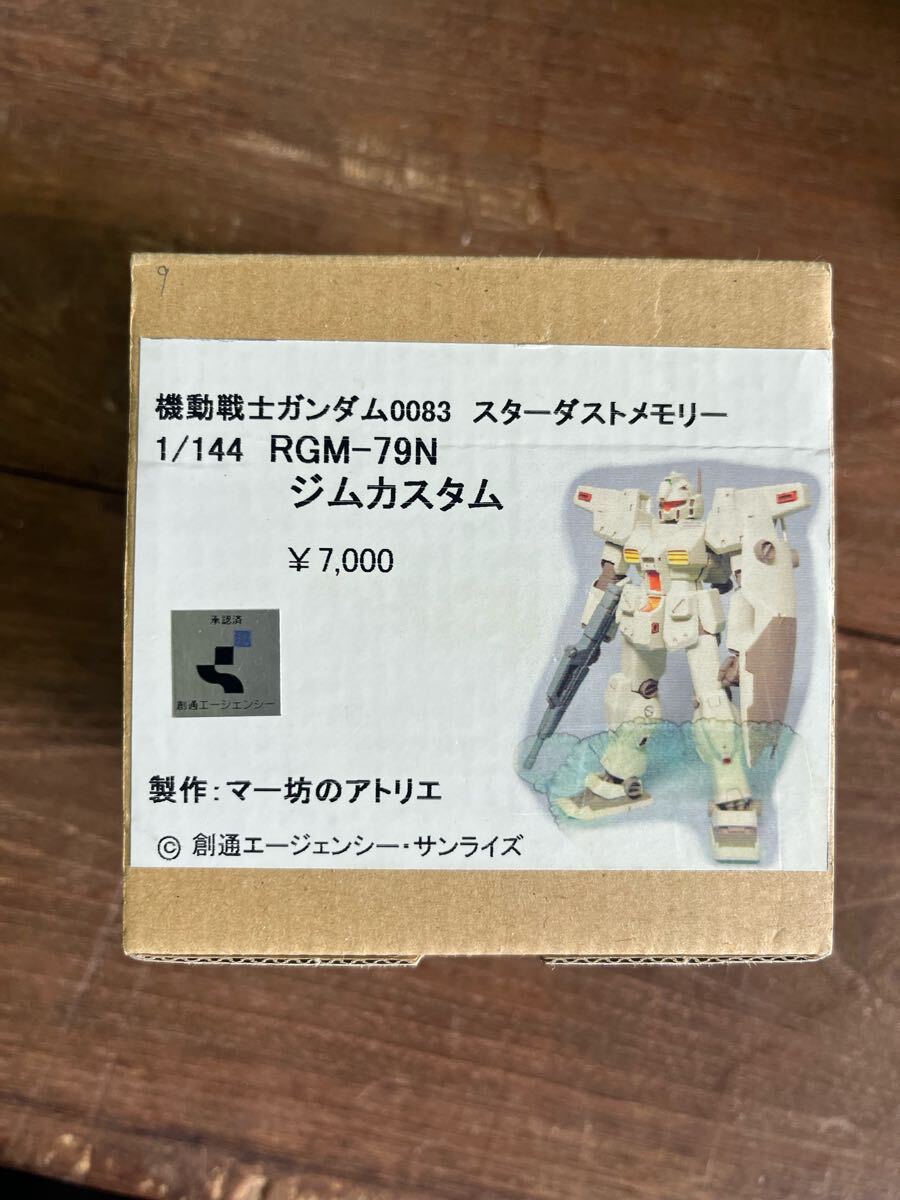 9
機動戦士ガンダム0083 スターダストメモリー
1/144 RGM-79N
ジムカスタム
￥7,000
承認済
創通エージェンシー
製作:マー坊のアトリエ
© 創通エージェンシー・サンライズ